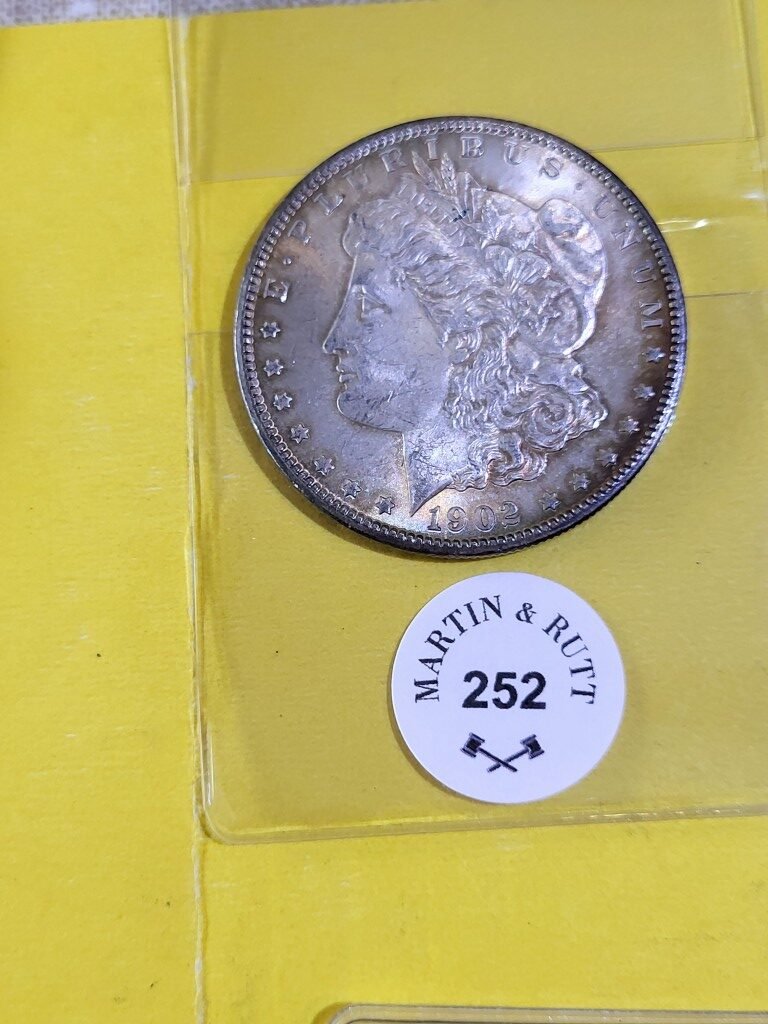 E · PLURIBUS · UNUM
1902
MARTIN & RUTT
252